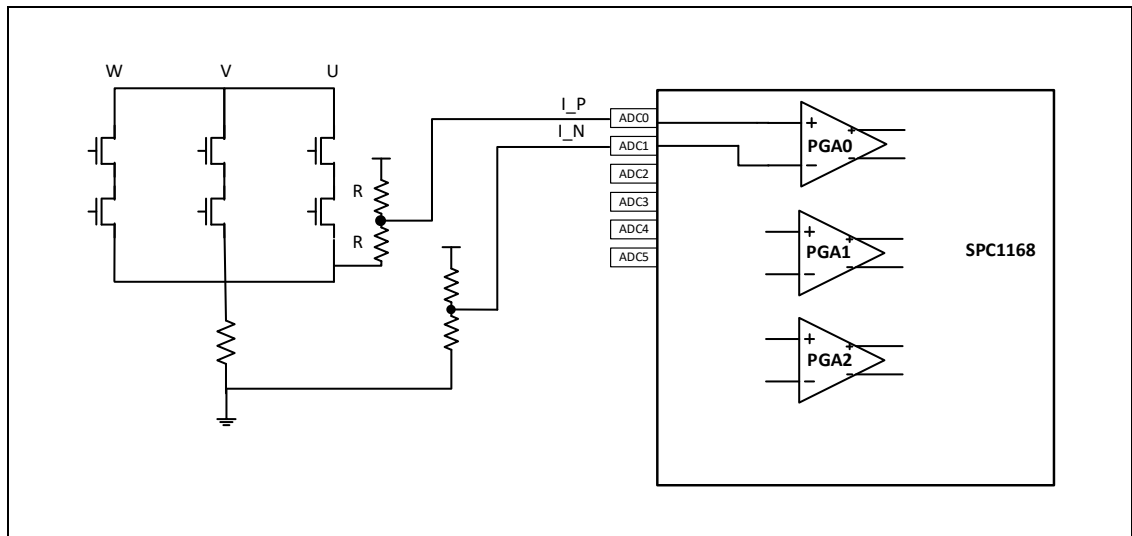 W V U
I_P
I_N
ADC0
ADC1
ADC2
ADC3
ADC4
ADC5
R
R
+
+
PGA0
-
-
+
+
PGA1
-
-
SPC1168
+
+
PGA2
-
-